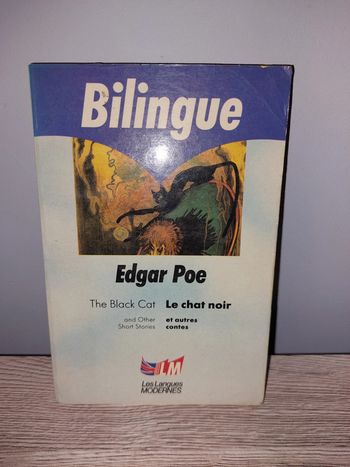 Bilingue
Edgar Poe
The Black Cat Le chat noir
and Other et autres
Short Stories contes
LM
Les Langues
MODERNES